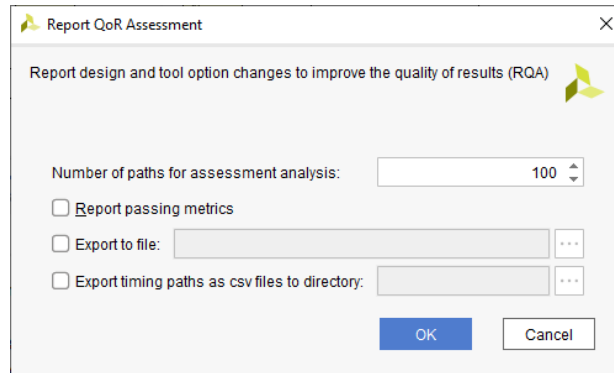 Report QoR Assessment
Report design and tool option changes to improve the quality of results (RQA)
Number of paths for assessment analysis: 100
Report passing metrics
Export to file: ...
Export timing paths as csv files to directory: ...
OK Cancel